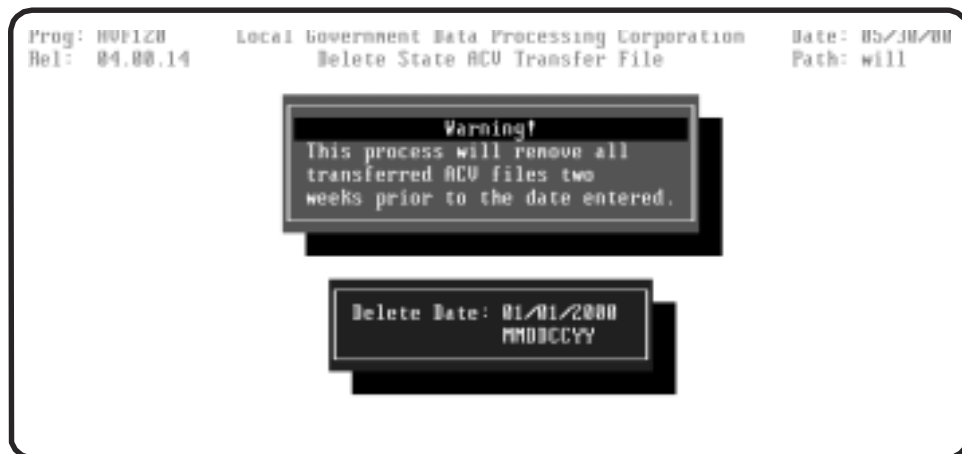 Prog: AVF120 Local Government Data Processing Corporation Date: 05/30/00
Rel: 04.00.14 Delete State ACV Transfer File Path: will
Warning!
This process will remove all
transferred ACV files two
weeks prior to the date entered.
Delete Date: 01/01/2000
MMDDCCYY